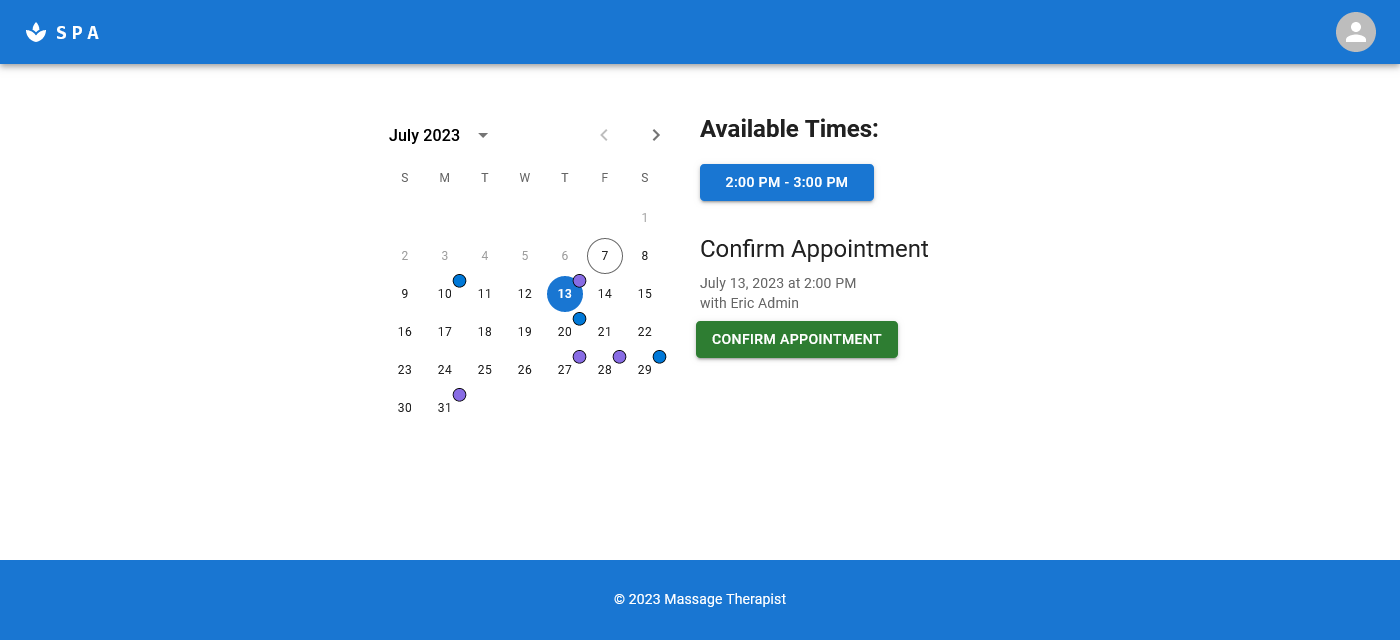 SPA
July 2023
S M T W T F S
1
2 3 4 5 6 7 8
9 10 11 12 13 14 15
16 17 18 19 20 21 22
23 24 25 26 27 28 29
30 31
Available Times:
2:00 PM - 3:00 PM
Confirm Appointment
July 13, 2023 at 2:00 PM
with Eric Admin
CONFIRM APPOINTMENT
© 2023 Massage Therapist